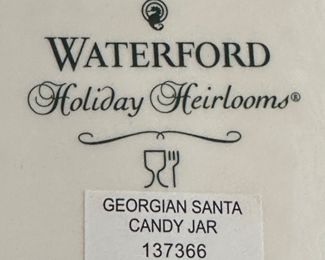 WATERFORD
Holiday Heirlooms®
GEORGIAN SANTA
CANDY JAR
137366